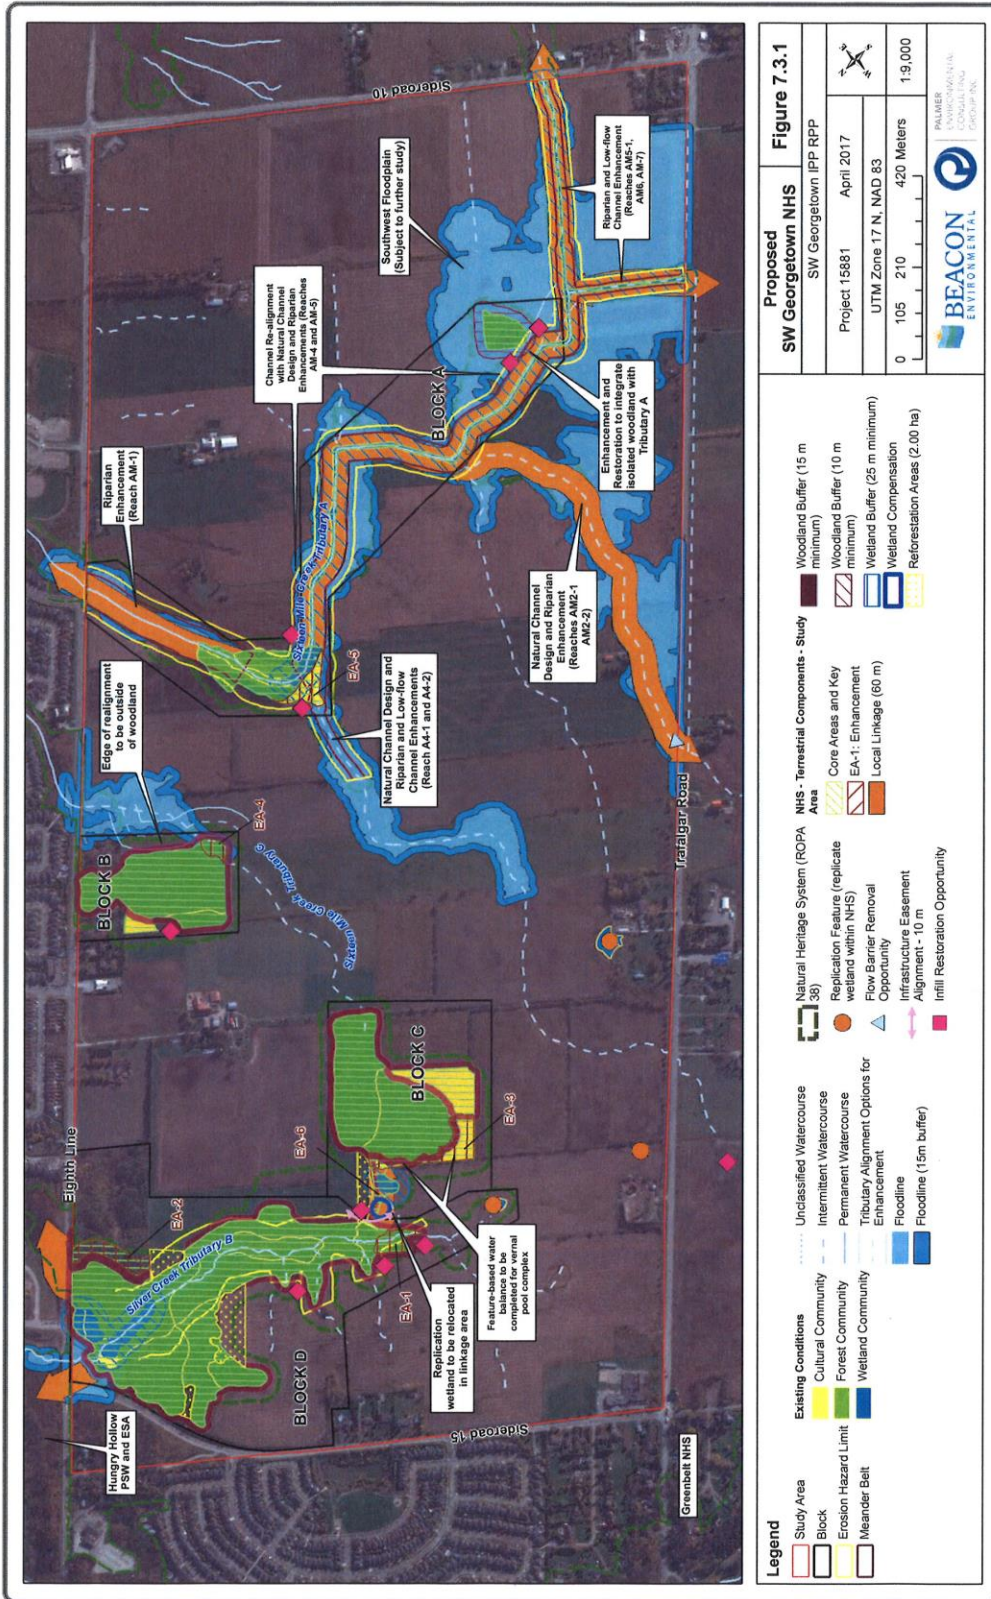 Hungry Hollow
PSW and ESA
Eighth Line
EA-2
Silver Creek Tributary B
BLOCK D
EA-1
EA-6
BLOCK C
EA-3
Replication
wetland to be relocated
in linkage area
Feature-based water
balance to be
completed for vernal
pool complex
Sideroad 15
Greenbelt NHS
BLOCK B
EA-4
Edge of realignment
to be outside
of woodland
Sixteen Mile Creek Tributary C
Riparian
Enhancement
(Reach AM-1)
EA-5
Sixteen Mile Creek Tributary A
Natural Channel Design and
Riparian and Low-flow
Channel Enhancements
(Reach A4-1 and A4-2)
Channel Re-alignment
with Natural Channel
Design and Riparian
Enhancements (Reaches
AM-4 and AM-5)
BLOCK A
Southwest Floodplain
(Subject to further study)
Enhancement and
Restoration to integrate
isolated woodland with
Tributary A
Natural Channel
Design and Riparian
Enhancement
(Reaches AM2-1
AM2-2)
Riparian and Low-flow
Channel Enhancement
(Reaches AM5-1,
AM6, AM-7)
Sideroad 10
Trafalgar Road
Legend
Study Area
Block
Erosion Hazard Limit
Meander Belt
Existing Conditions
Cultural Community
Forest Community
Wetland Community
Unclassified Watercourse
Intermittent Watercourse
Permanent Watercourse
Tributary Alignment Options for
Enhancement
Floodline
Floodline (15m buffer)
Natural Heritage System (ROPA
38)
Replication Feature (replicate
wetland within NHS)
Flow Barrier Removal
Opportunity
Infrastructure Easement
Alignment - 10 m
Infill Restoration Opportunity
NHS - Terrestrial Components - Study
Area
Core Areas and Key
EA-1: Enhancement
Local Linkage (60 m)
Woodland Buffer (15 m
minimum)
Woodland Buffer (10 m
minimum)
Wetland Buffer (25 m minimum)
Wetland Compensation
Reforestation Areas (2.00 ha)
Proposed
SW Georgetown NHS
Figure 7.3.1
SW Georgetown IPP RPP
Project 15881
April 2017
UTM Zone 17 N, NAD 83
1:9,000
0 105 210 420 Meters
BEACON
ENVIRONMENTAL
PALMER
ENVIRONMENTAL
CONSULTING
GROUP INC.